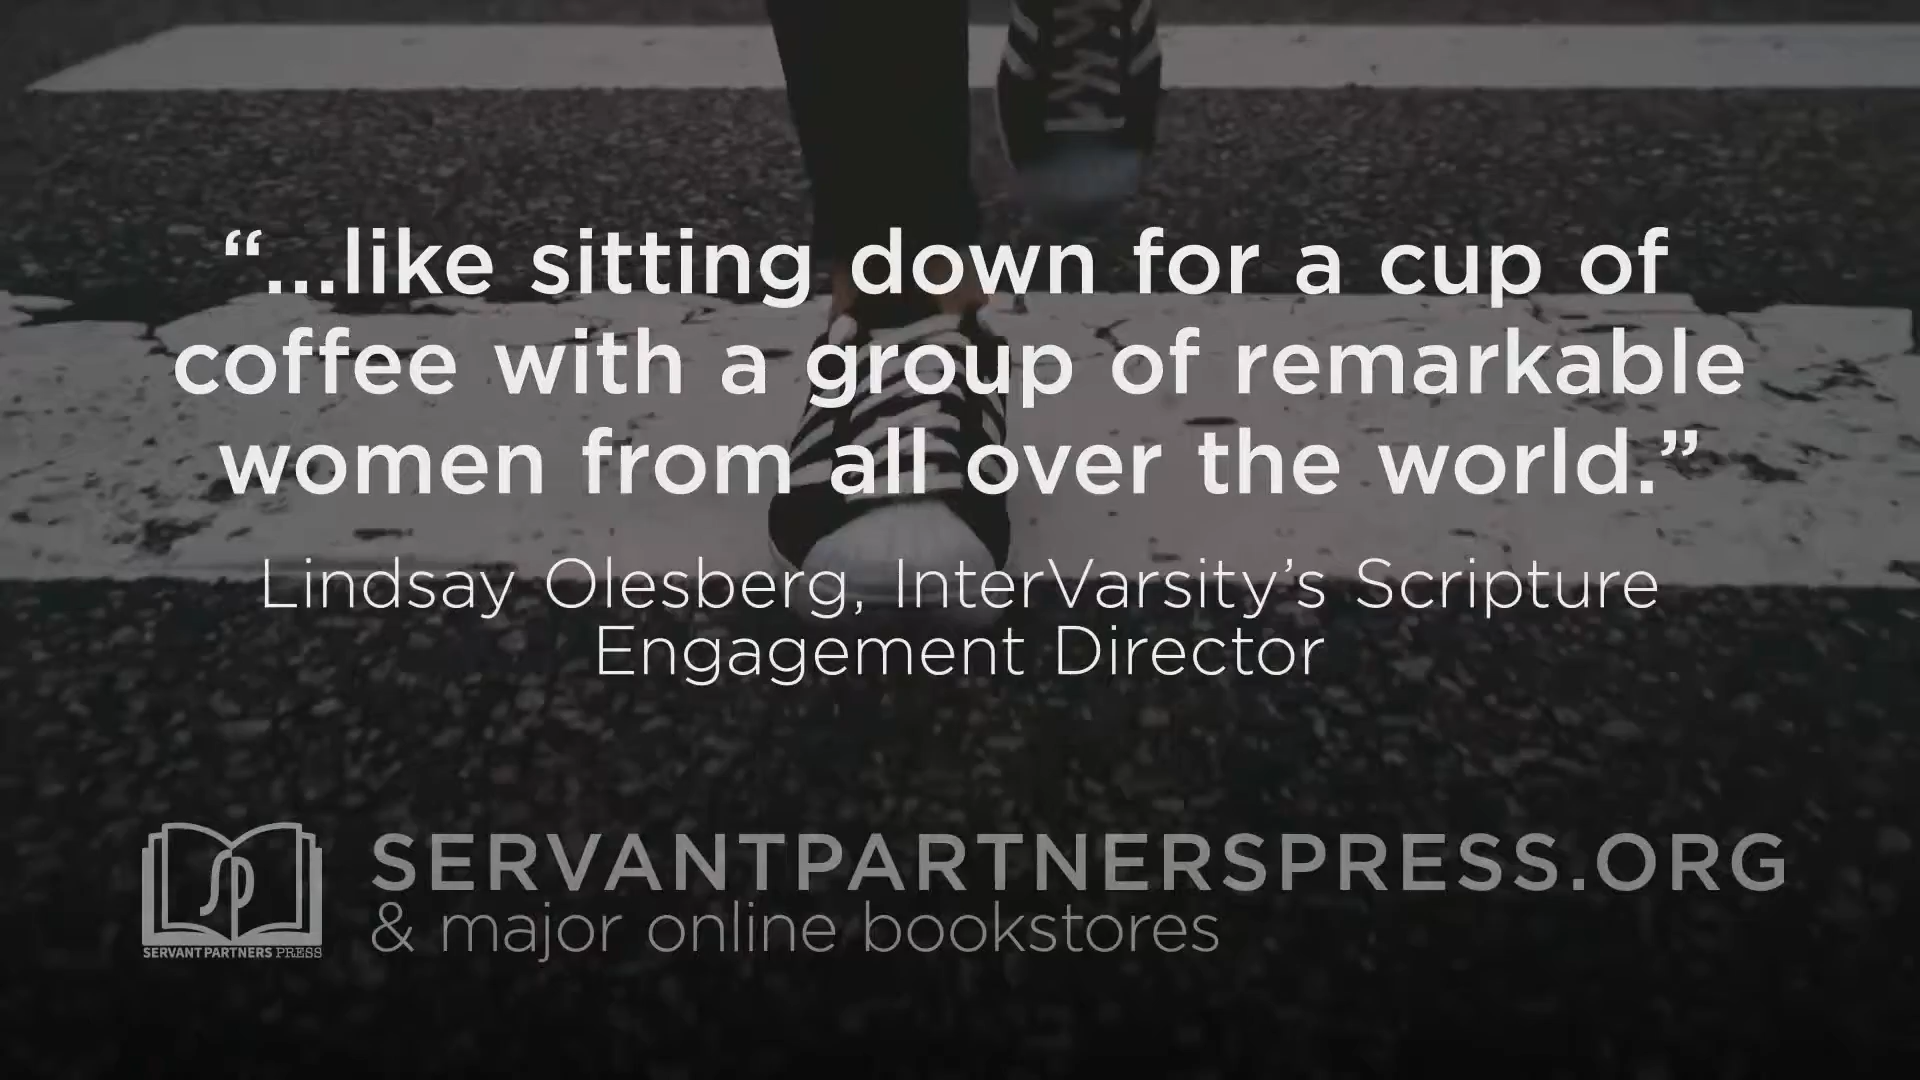 “...like sitting down for a cup of
coffee with a group of remarkable
women from all over the world.”
Lindsay Olesberg, InterVarsity’s Scripture
Engagement Director
SERVANTPARTNERSPRESS.ORG
& major online bookstores
SP
SERVANT PARTNERS PRESS